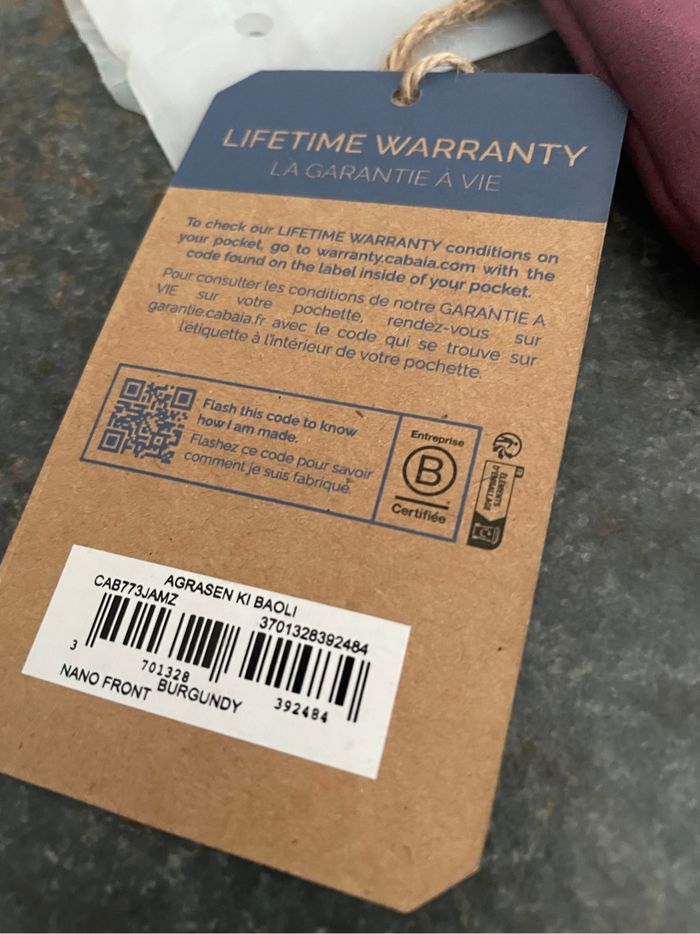 LIFETIME WARRANTY
LA GARANTIE À VIE
To check our LIFETIME WARRANTY conditions on
your pocket, go to warranty.cabaia.com with the
code found on the label inside of your pocket.
Pour consulter les conditions de notre GARANTIE A
VIE sur votre pochette, rendez-vous sur
garantie.cabaia.fr avec le code qui se trouve sur
l'étiquette à l'intérieur de votre pochette.
Flash this code to know
how I am made.
Flashez ce code pour savoir
comment je suis fabriqué.
Entreprise
B
Certifiée
FR
ÉLÉMENTS
D'EMBALLAGE
AGRASEN KI BAOLI
CAB773JAMZ
3701328392484
3
701328
392484
NANO FRONT BURGUNDY